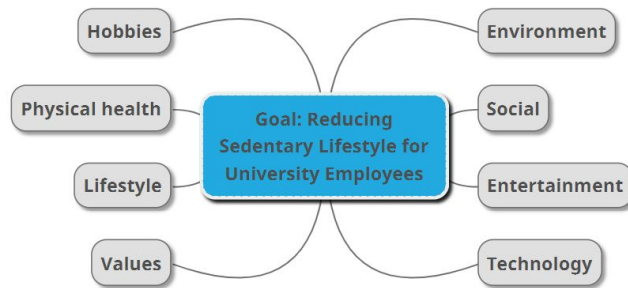 Hobbies
Physical health
Lifestyle
Values
Goal: Reducing
Sedentary Lifestyle for
University Employees
Environment
Social
Entertainment
Technology